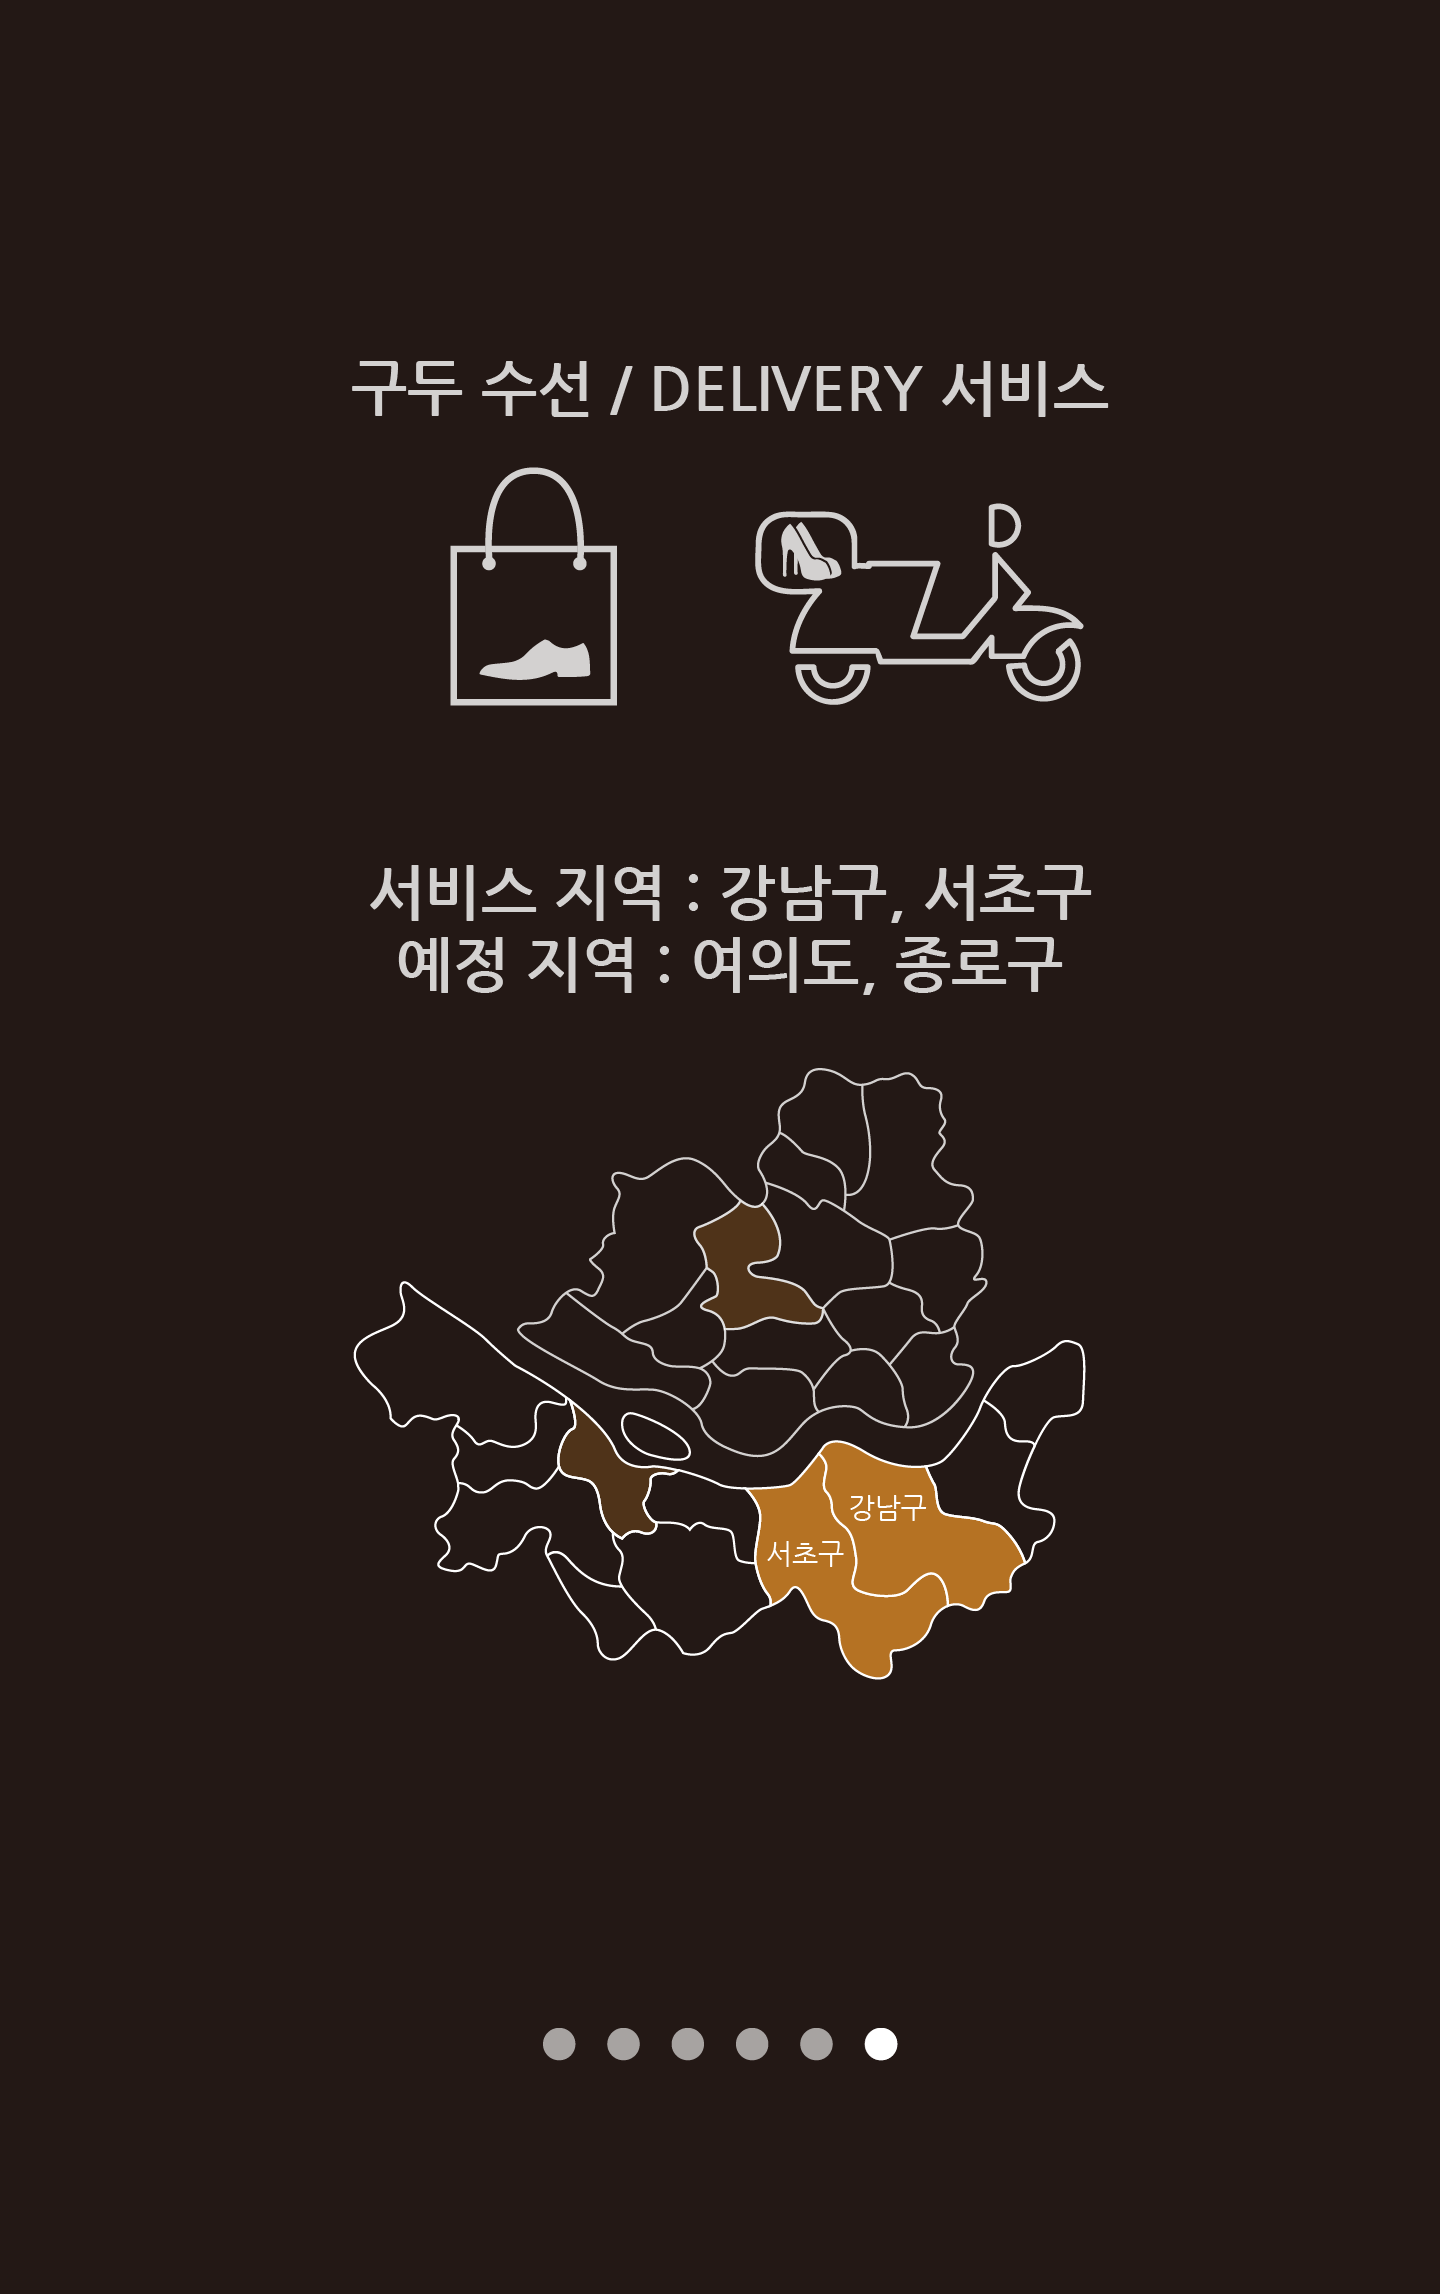 구두 수선 / DELIVERY 서비스
서비스 지역 : 강남구, 서초구
예정 지역 : 여의도, 종로구
강남구
서초구